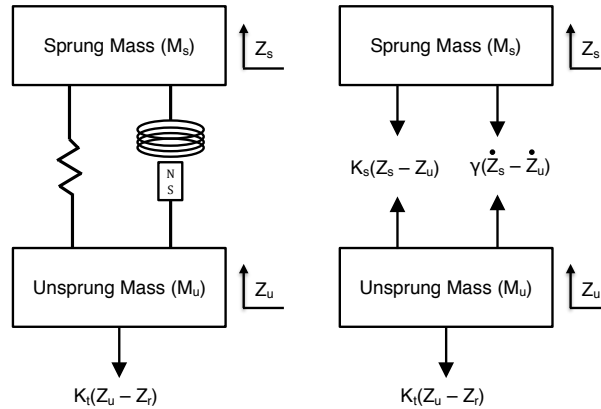 Sprung Mass (Ms)
Zs
N
S
Unsprung Mass (Mu)
Zu
Kt(Zu – Zr)
Sprung Mass (Ms)
Zs
Ks(Zs – Zu)
γ(Żs – Żu)
Unsprung Mass (Mu)
Zu
Kt(Zu – Zr)